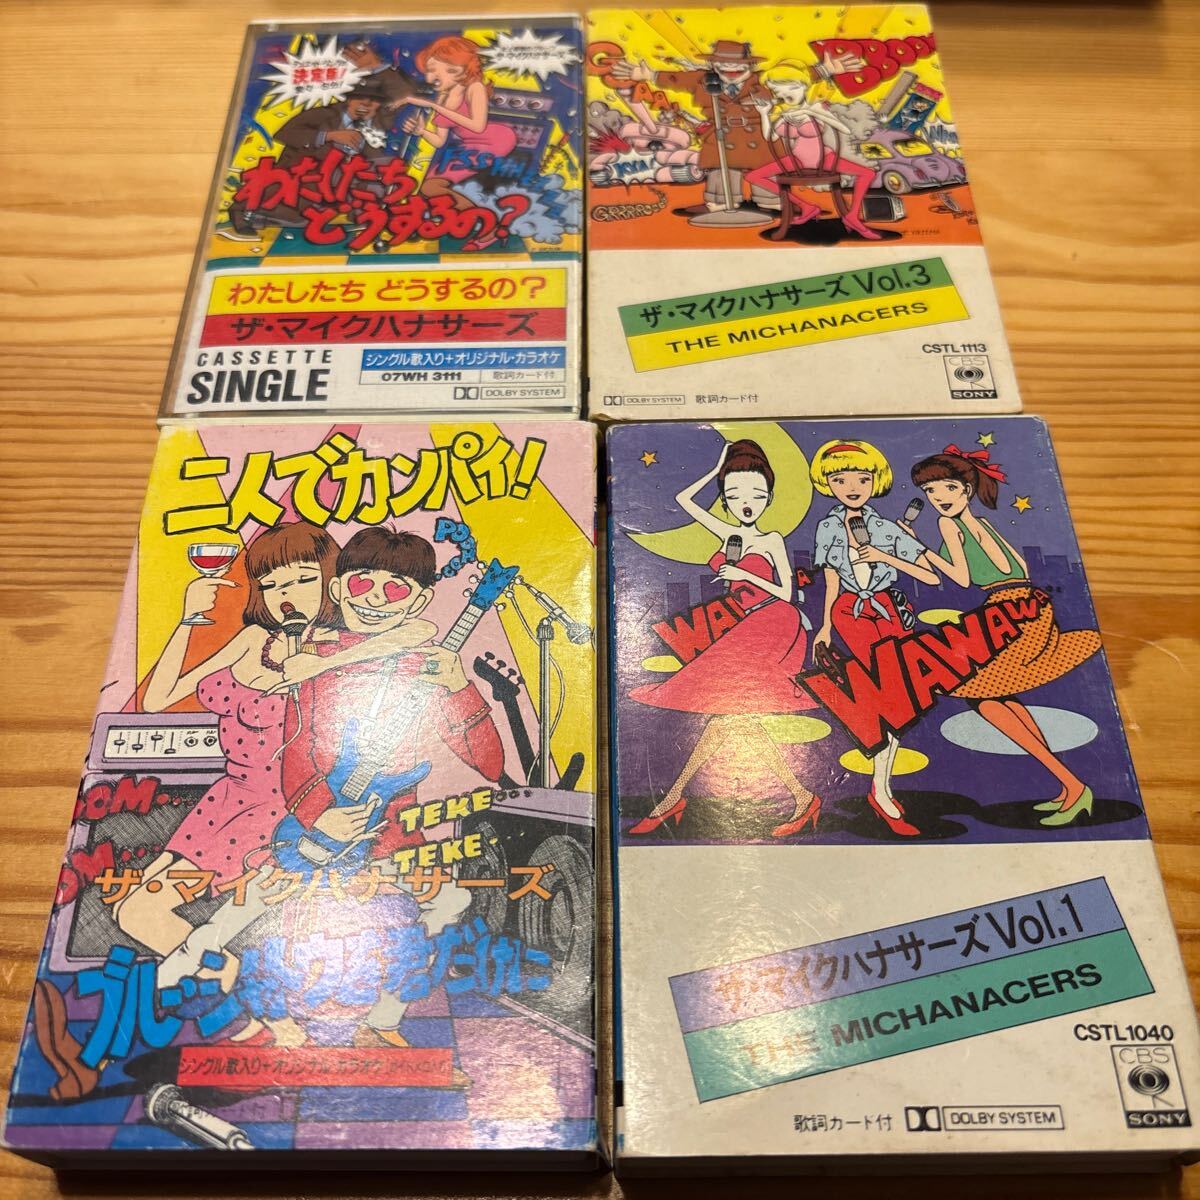 決定版!
わたしたち
どうするの?
わたしたち どうするの?
ザ・マイクハナサーズ
CASSETTE
SINGLE
シングル歌入り+オリジナル・カラオケ
07WH 3111
歌詞カード付
DOLBY SYSTEM
ザ・マイクハナサーズ Vol.3
THE MICHANACERS
CSTL1113
CBS
SONY
DOLBY SYSTEM 歌詞カード付
二人でカンパイ!
TEKE
TEKE
ザ・マイクハナサーズ
シングル歌入り+オリジナル・カラオケ
WAWAWA
ザ・マイクハナサーズ Vol.1
THE MICHANACERS
CSTL1040
CBS
SONY
歌詞カード付 DOLBY SYSTEM